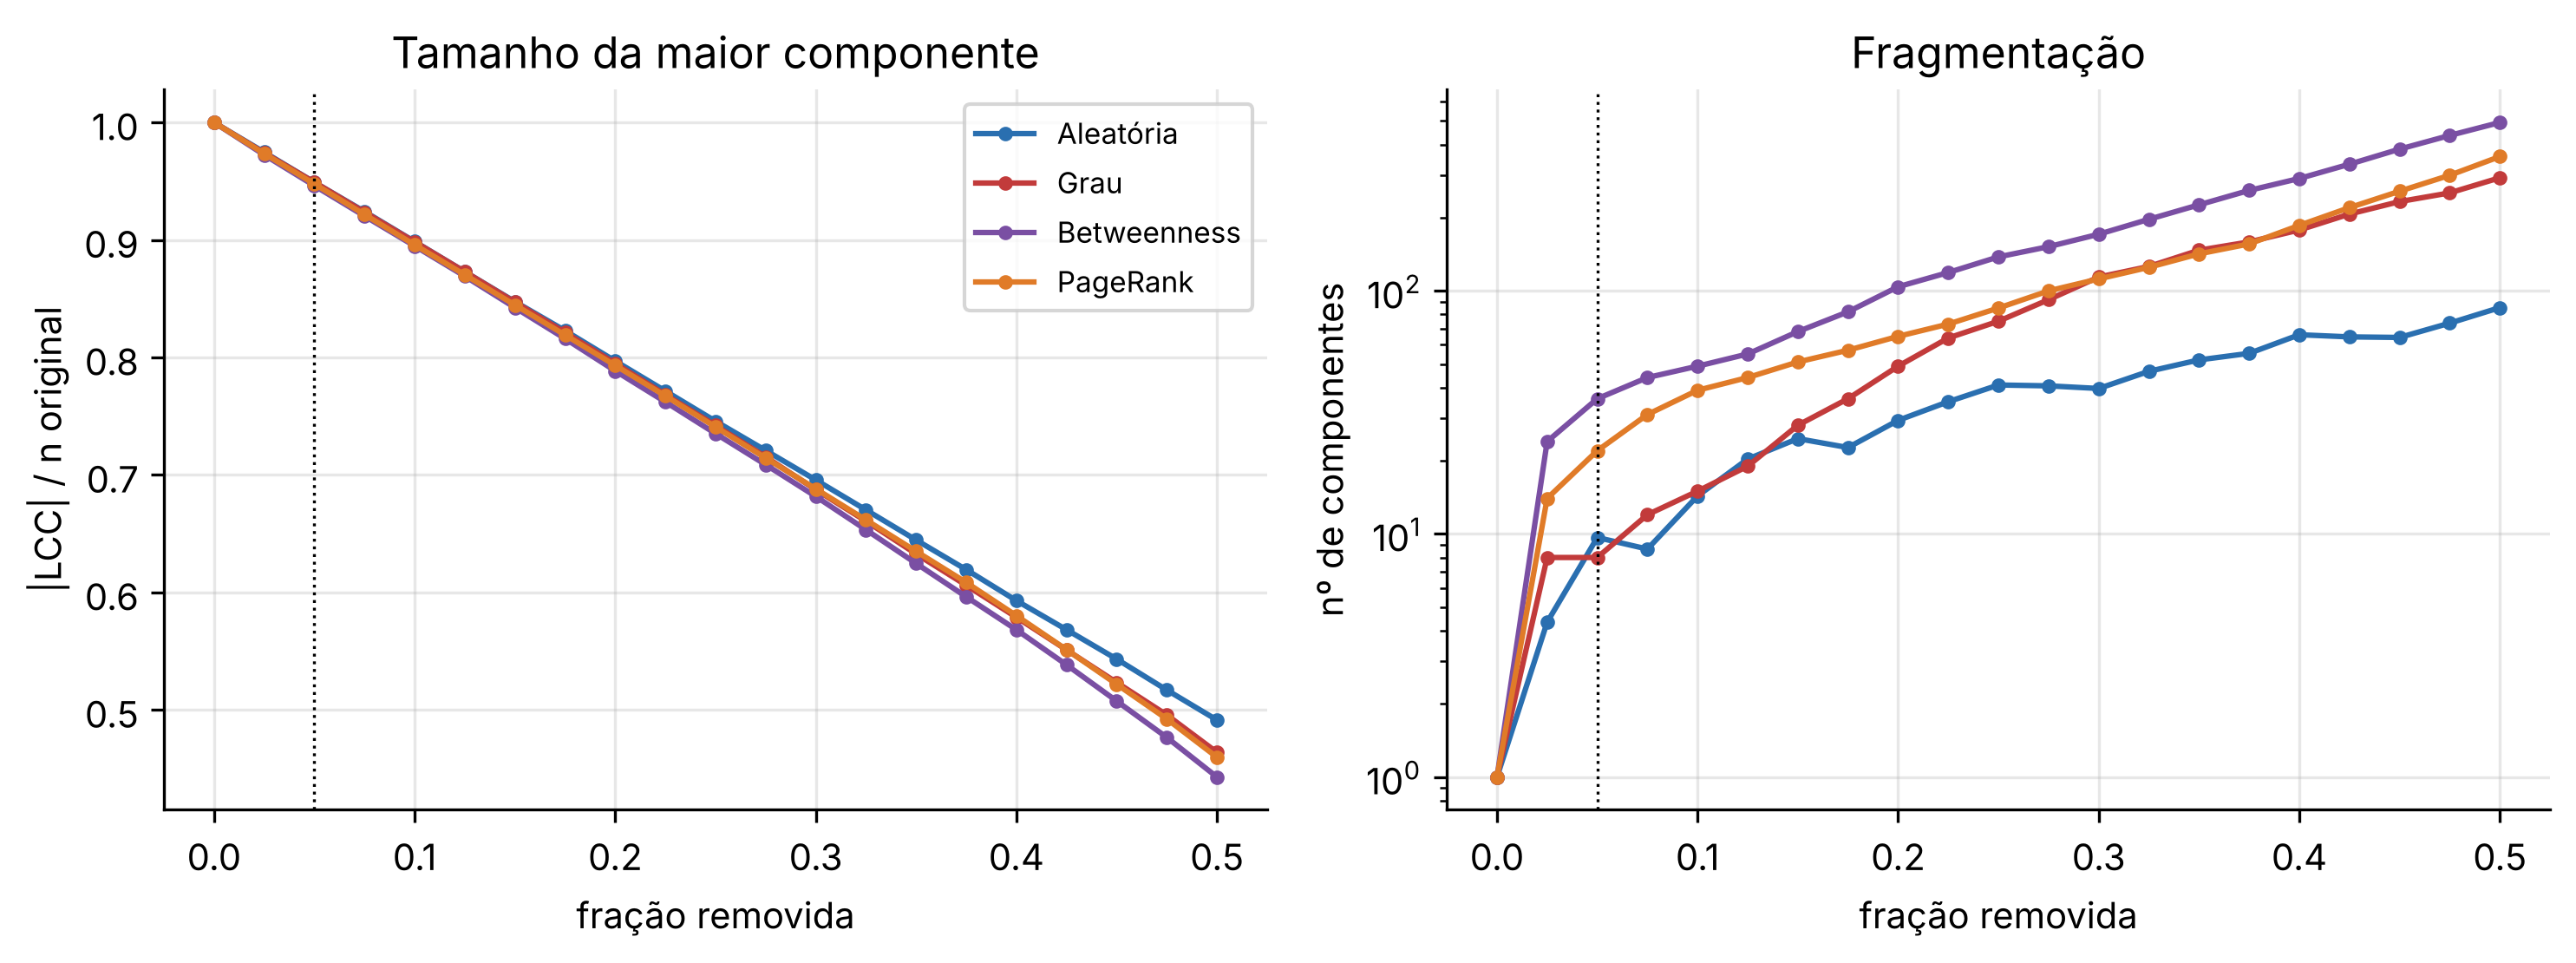 Tamanho da maior componente
|LCC| / n original
1.0
0.9
0.8
0.7
0.6
0.5
Aleatória
Grau
Betweenness
PageRank
0.0 0.1 0.2 0.3 0.4 0.5
fração removida
Fragmentação
nº de componentes
10²
10¹
10⁰
0.0 0.1 0.2 0.3 0.4 0.5
fração removida